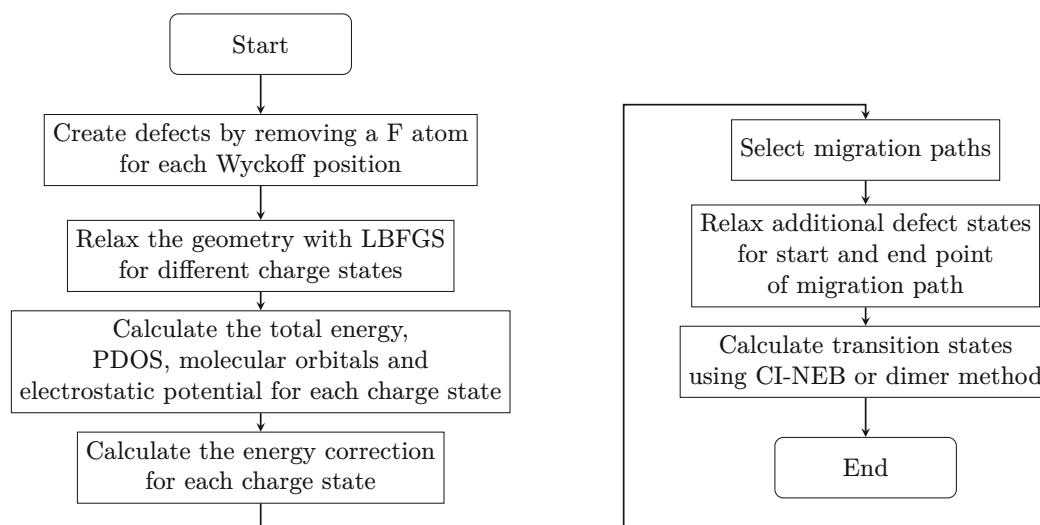 Start
Create defects by removing a F atom
for each Wyckoff position
Relax the geometry with LBFGS
for different charge states
Calculate the total energy,
PDOS, molecular orbitals and
electrostatic potential for each charge state
Calculate the energy correction
for each charge state
Select migration paths
Relax additional defect states
for start and end point
of migration path
Calculate transition states
using CI-NEB or dimer method
End